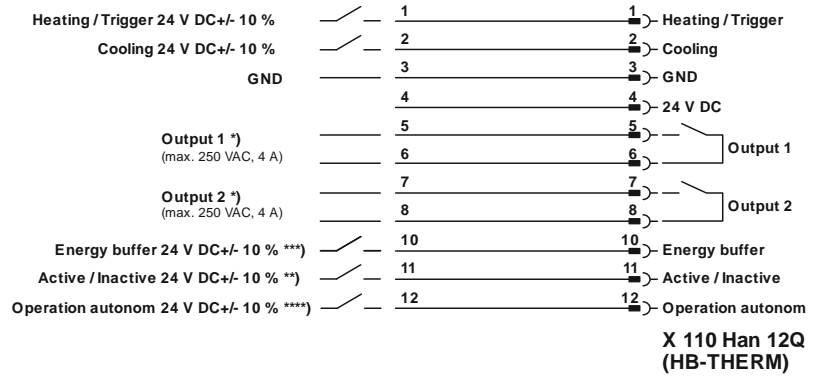 Heating / Trigger 24 V DC+/- 10 % 1 1 Heating / Trigger
Cooling 24 V DC+/- 10 % 2 2 Cooling
GND 3 3 GND
4 4 24 V DC
Output 1 *)
(max. 250 VAC, 4 A)
5 5
6 6
Output 1
Output 2 *)
(max. 250 VAC, 4 A)
7 7
8 8
Output 2
Energy buffer 24 V DC+/- 10 % ***) 10 10 Energy buffer
Active / Inactive 24 V DC+/- 10 % **) 11 11 Active / Inactive
Operation autonom 24 V DC+/- 10 % ****) 12 12 Operation autonom
X 110 Han 12Q
(HB-THERM)